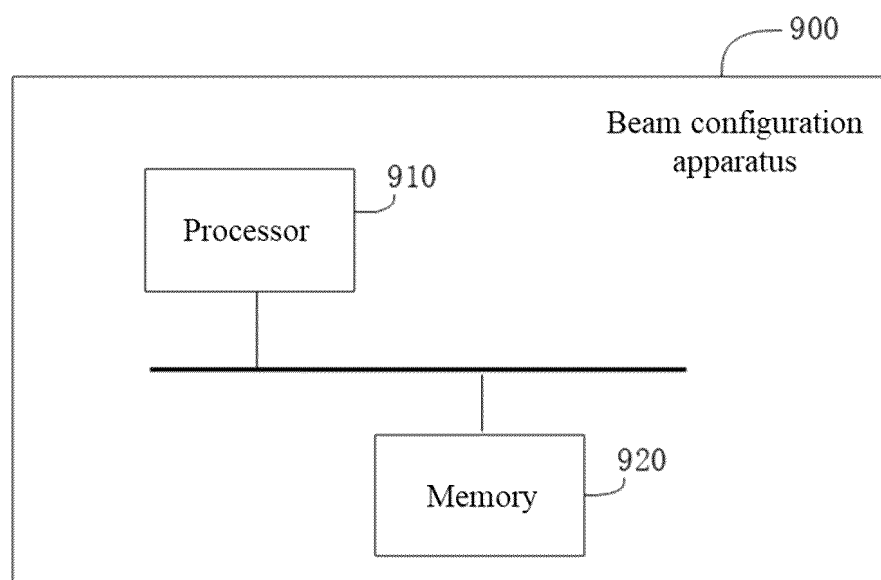 900
Beam configuration
apparatus
910
Processor
920
Memory